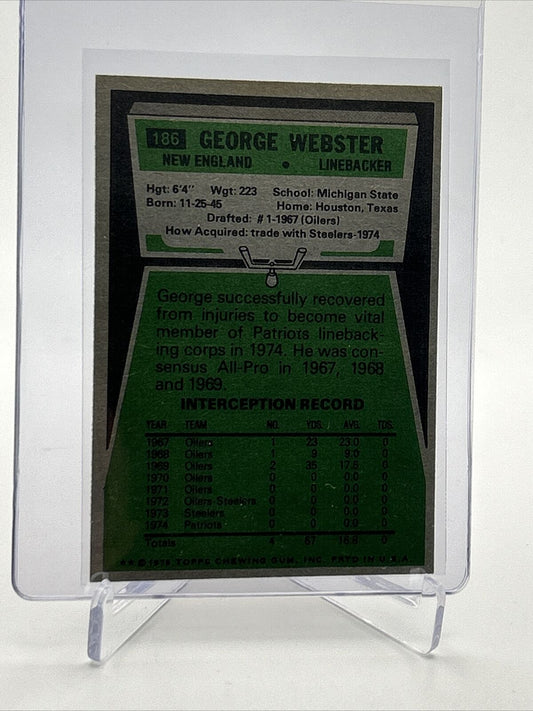 186 GEORGE WEBSTER
NEW ENGLAND • LINEBACKER
Hgt: 6'4" Wgt: 223 School: Michigan State
Born: 11-25-45 Home: Houston, Texas
Drafted: #1-1967 (Oilers)
How Acquired: trade with Steelers-1974
George successfully recovered
from injuries to become vital
member of Patriots lineback-
ing corps in 1974. He was con-
sensus All-Pro in 1967, 1968
and 1969.
INTERCEPTION RECORD
YEAR TEAM NO. YDS. AVG. TDS.
1967 Oilers 1 23 23.0 0
1968 Oilers 1 9 9.0 0
1969 Oilers 2 35 17.5 0
1970 Oilers 0 0 0.0 0
1971 Oilers 0 0 0.0 0
1972 Oilers-Steelers 0 0 0.0 0
1973 Steelers 0 0 0.0 0
1974 Patriots 0 0 0.0 0
Totals 4 67 16.8 0
** © 1975 TOPPS CHEWING GUM, INC. PRTD IN U.S.A.